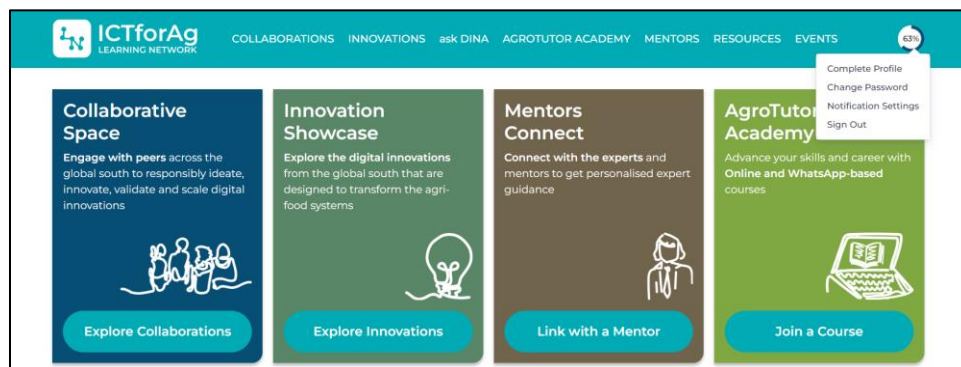 ICTforAg
LEARNING NETWORK
COLLABORATIONS INNOVATIONS ask DINA AGROTUTOR ACADEMY MENTORS RESOURCES EVENTS
63%
Complete Profile
Change Password
Notification Settings
Sign Out
Collaborative
Space
Engage with peers across the
global south to responsibly ideate,
innovate, validate and scale digital
innovations
Explore Collaborations
Innovation
Showcase
Explore the digital innovations
from the global south that are
designed to transform the agri-
food systems
Explore Innovations
Mentors
Connect
Connect with the experts and
mentors to get personalised expert
guidance
Link with a Mentor
AgroTutor
Academy
Advance your skills and career with
Online and WhatsApp-based
courses
Join a Course